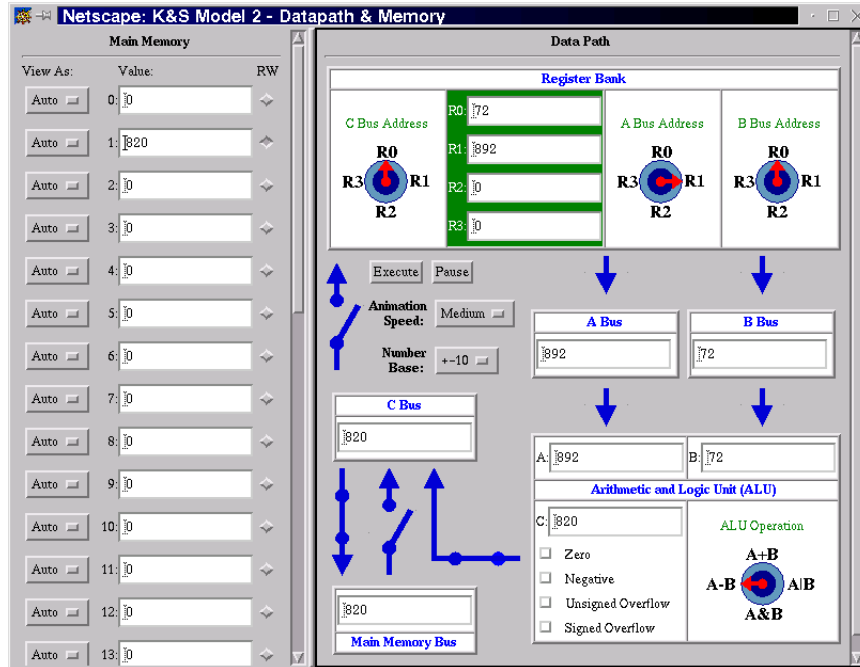 Netscape: K&S Model 2 - Datapath & Memory
Main Memory
View As: Value: RW
Auto 0: 0
Auto 1: 820
Auto 2: 0
Auto 3: 0
Auto 4: 0
Auto 5: 0
Auto 6: 0
Auto 7: 0
Auto 8: 0
Auto 9: 0
Auto 10: 0
Auto 11: 0
Auto 12: 0
Auto 13: 0
Data Path
Register Bank
C Bus Address
R0
R3 R1
R2
R0: 72
R1: 892
R2: 0
R3: 0
A Bus Address
R0
R3 R1
R2
B Bus Address
R0
R3 R1
R2
Execute Pause
Animation
Speed: Medium
Number
Base: +-10
A Bus
892
B Bus
72
C Bus
820
A: 892 B: 72
Arithmetic and Logic Unit (ALU)
C: 820
Zero
Negative
Unsigned Overflow
Signed Overflow
ALU Operation
A+B
A-B A|B
A&B
820
Main Memory Bus